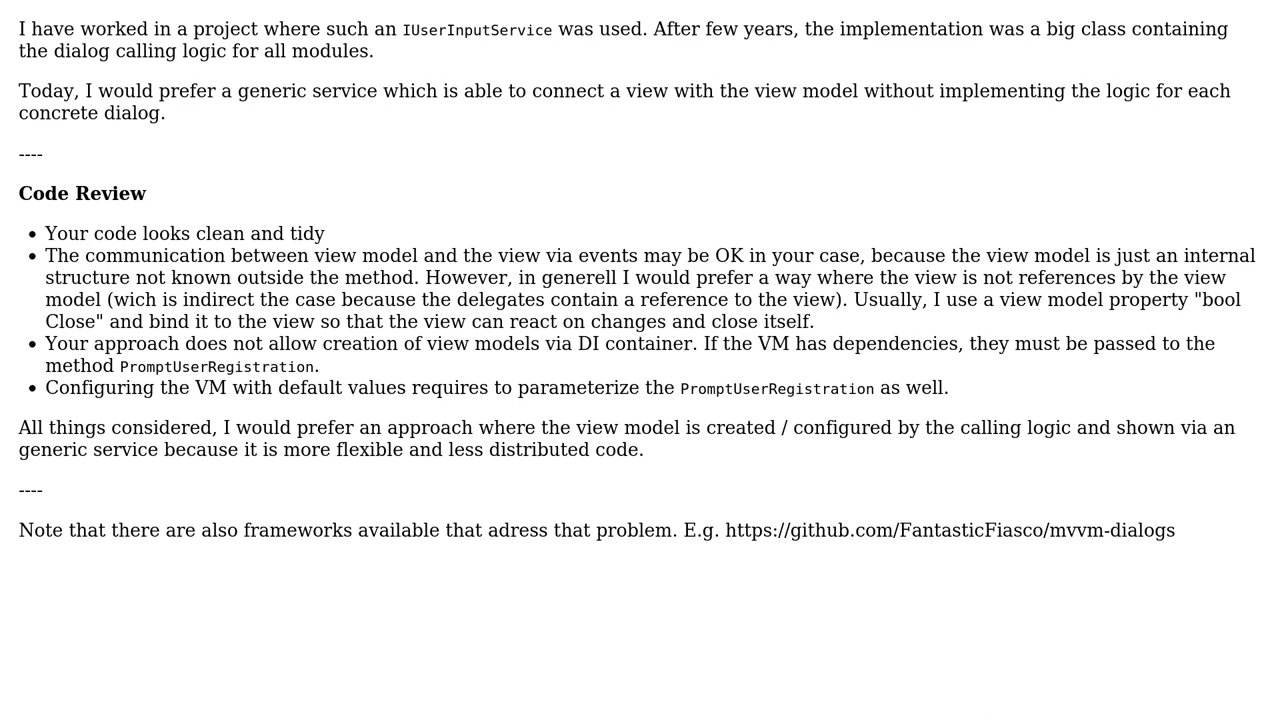 I have worked in a project where such an IUserInputService was used. After few years, the implementation was a big class containing
the dialog calling logic for all modules.
Today, I would prefer a generic service which is able to connect a view with the view model without implementing the logic for each
concrete dialog.
----
Code Review
• Your code looks clean and tidy
• The communication between view model and the view via events may be OK in your case, because the view model is just an internal
structure not known outside the method. However, in generell I would prefer a way where the view is not references by the view
model (wich is indirect the case because the delegates contain a reference to the view). Usually, I use a view model property "bool
Close" and bind it to the view so that the view can react on changes and close itself.
• Your approach does not allow creation of view models via DI container. If the VM has dependencies, they must be passed to the
method PromptUserRegistration.
• Configuring the VM with default values requires to parameterize the PromptUserRegistration as well.
All things considered, I would prefer an approach where the view model is created / configured by the calling logic and shown via an
generic service because it is more flexible and less distributed code.
----
Note that there are also frameworks available that adress that problem. E.g. https://github.com/FantasticFiasco/mvvm-dialogs